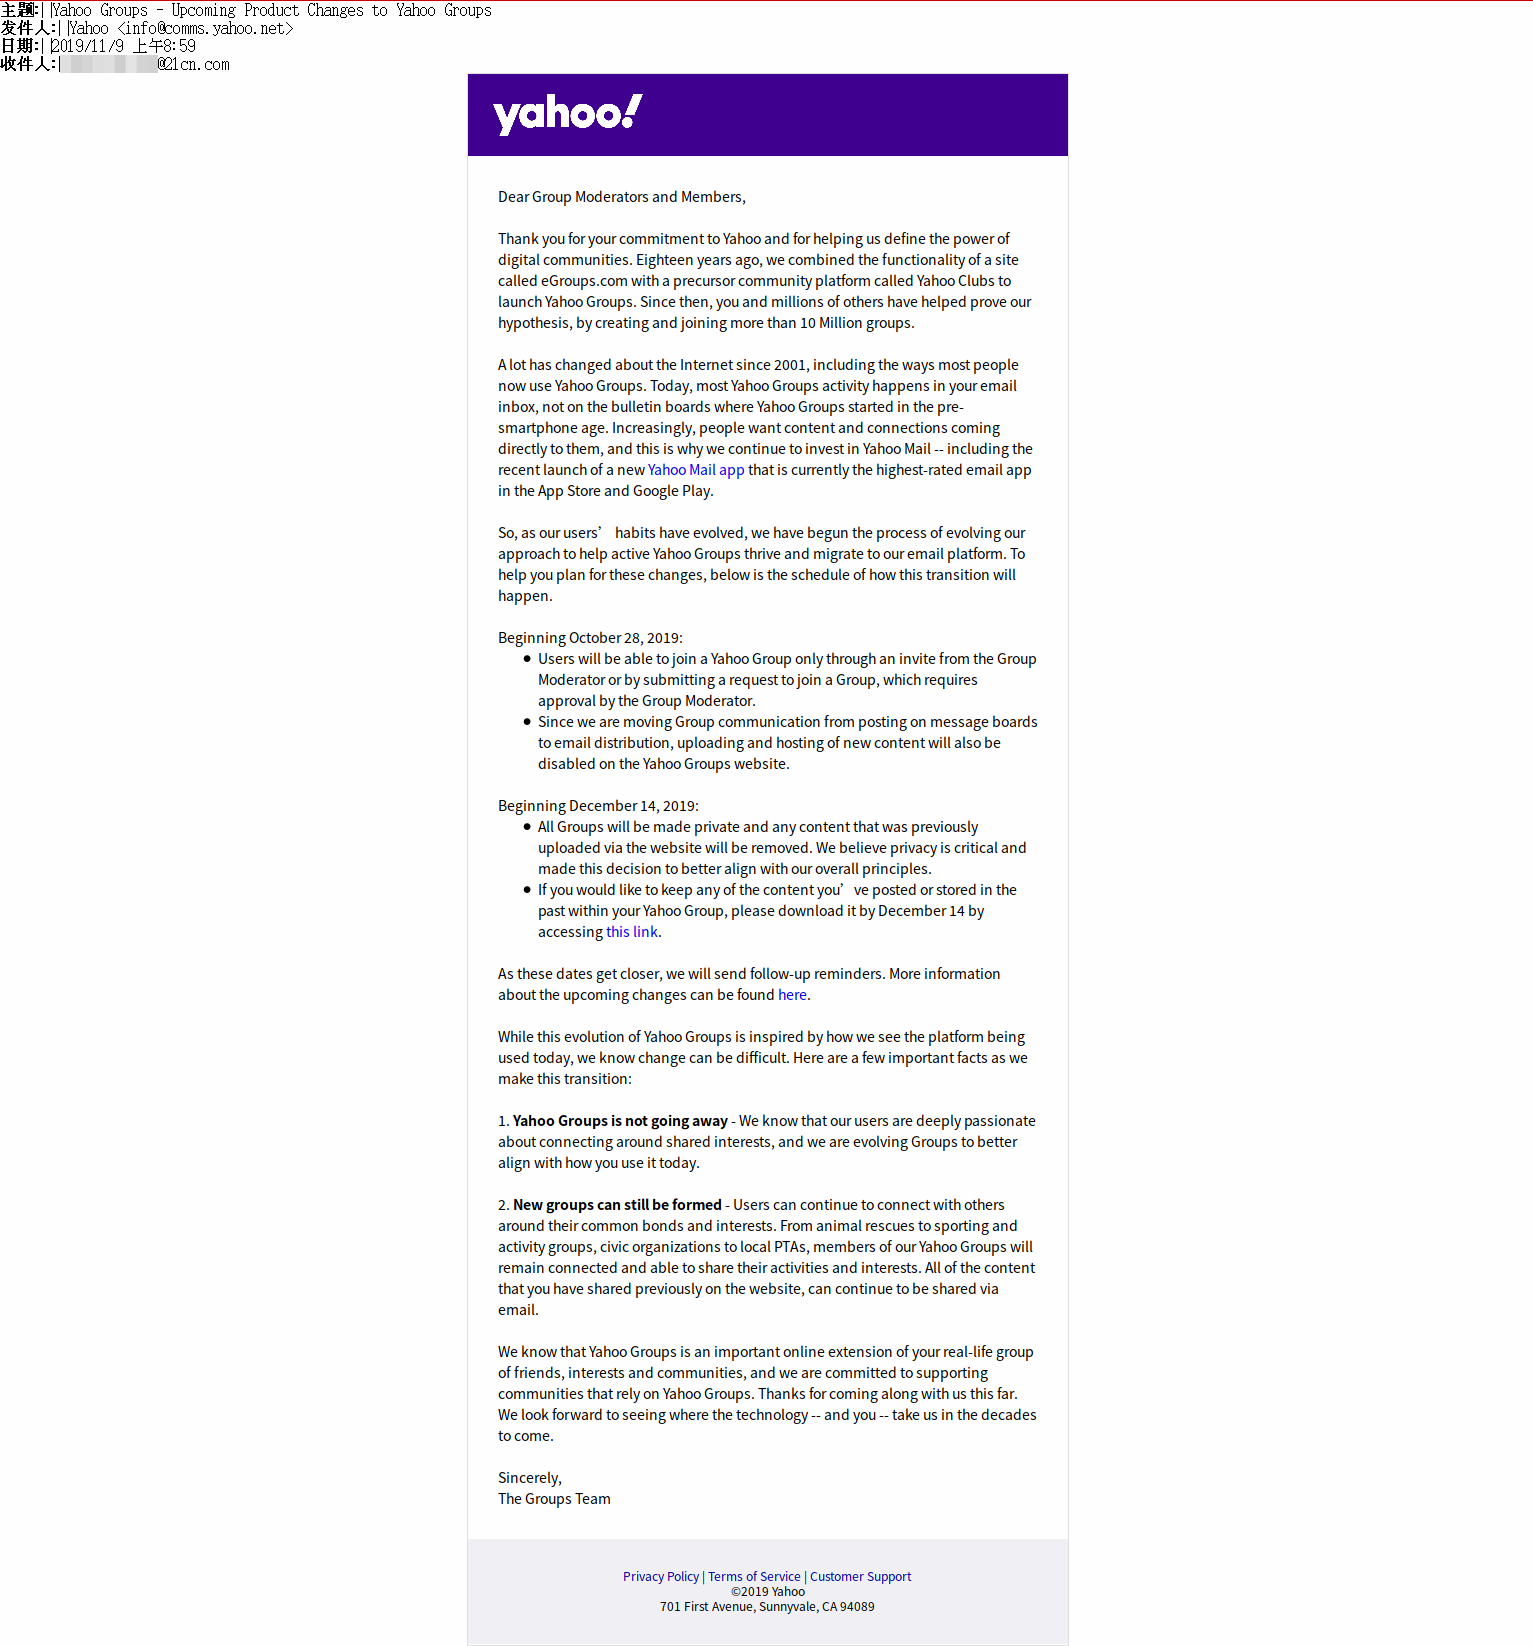 主题:Yahoo Groups - Upcoming Product Changes to Yahoo Groups
发件人:Yahoo <info@comms.yahoo.net>
日期:2019/11/9 上午8:59
收件人:@21cn.com
yahoo!
Dear Group Moderators and Members,
Thank you for your commitment to Yahoo and for helping us define the power of
digital communities. Eighteen years ago, we combined the functionality of a site
called eGroups.com with a precursor community platform called Yahoo Clubs to
launch Yahoo Groups. Since then, you and millions of others have helped prove our
hypothesis, by creating and joining more than 10 Million groups.
A lot has changed about the Internet since 2001, including the ways most people
now use Yahoo Groups. Today, most Yahoo Groups activity happens in your email
inbox, not on the bulletin boards where Yahoo Groups started in the pre-
smartphone age. Increasingly, people want content and connections coming
directly to them, and this is why we continue to invest in Yahoo Mail -- including the
recent launch of a new Yahoo Mail app that is currently the highest-rated email app
in the App Store and Google Play.
So, as our users’ habits have evolved, we have begun the process of evolving our
approach to help active Yahoo Groups thrive and migrate to our email platform. To
help you plan for these changes, below is the schedule of how this transition will
happen.
Beginning October 28, 2019:
● Users will be able to join a Yahoo Group only through an invite from the Group
Moderator or by submitting a request to join a Group, which requires
approval by the Group Moderator.
● Since we are moving Group communication from posting on message boards
to email distribution, uploading and hosting of new content will also be
disabled on the Yahoo Groups website.
Beginning December 14, 2019:
● All Groups will be made private and any content that was previously
uploaded via the website will be removed. We believe privacy is critical and
made this decision to better align with our overall principles.
● If you would like to keep any of the content you’ve posted or stored in the
past within your Yahoo Group, please download it by December 14 by
accessing this link.
As these dates get closer, we will send follow-up reminders. More information
about the upcoming changes can be found here.
While this evolution of Yahoo Groups is inspired by how we see the platform being
used today, we know change can be difficult. Here are a few important facts as we
make this transition:
1. Yahoo Groups is not going away - We know that our users are deeply passionate
about connecting around shared interests, and we are evolving Groups to better
align with how you use it today.
2. New groups can still be formed - Users can continue to connect with others
around their common bonds and interests. From animal rescues to sporting and
activity groups, civic organizations to local PTAs, members of our Yahoo Groups will
remain connected and able to share their activities and interests. All of the content
that you have shared previously on the website, can continue to be shared via
email.
We know that Yahoo Groups is an important online extension of your real-life group
of friends, interests and communities, and we are committed to supporting
communities that rely on Yahoo Groups. Thanks for coming along with us this far.
We look forward to seeing where the technology -- and you -- take us in the decades
to come.
Sincerely,
The Groups Team
Privacy Policy | Terms of Service | Customer Support
©2019 Yahoo
701 First Avenue, Sunnyvale, CA 94089